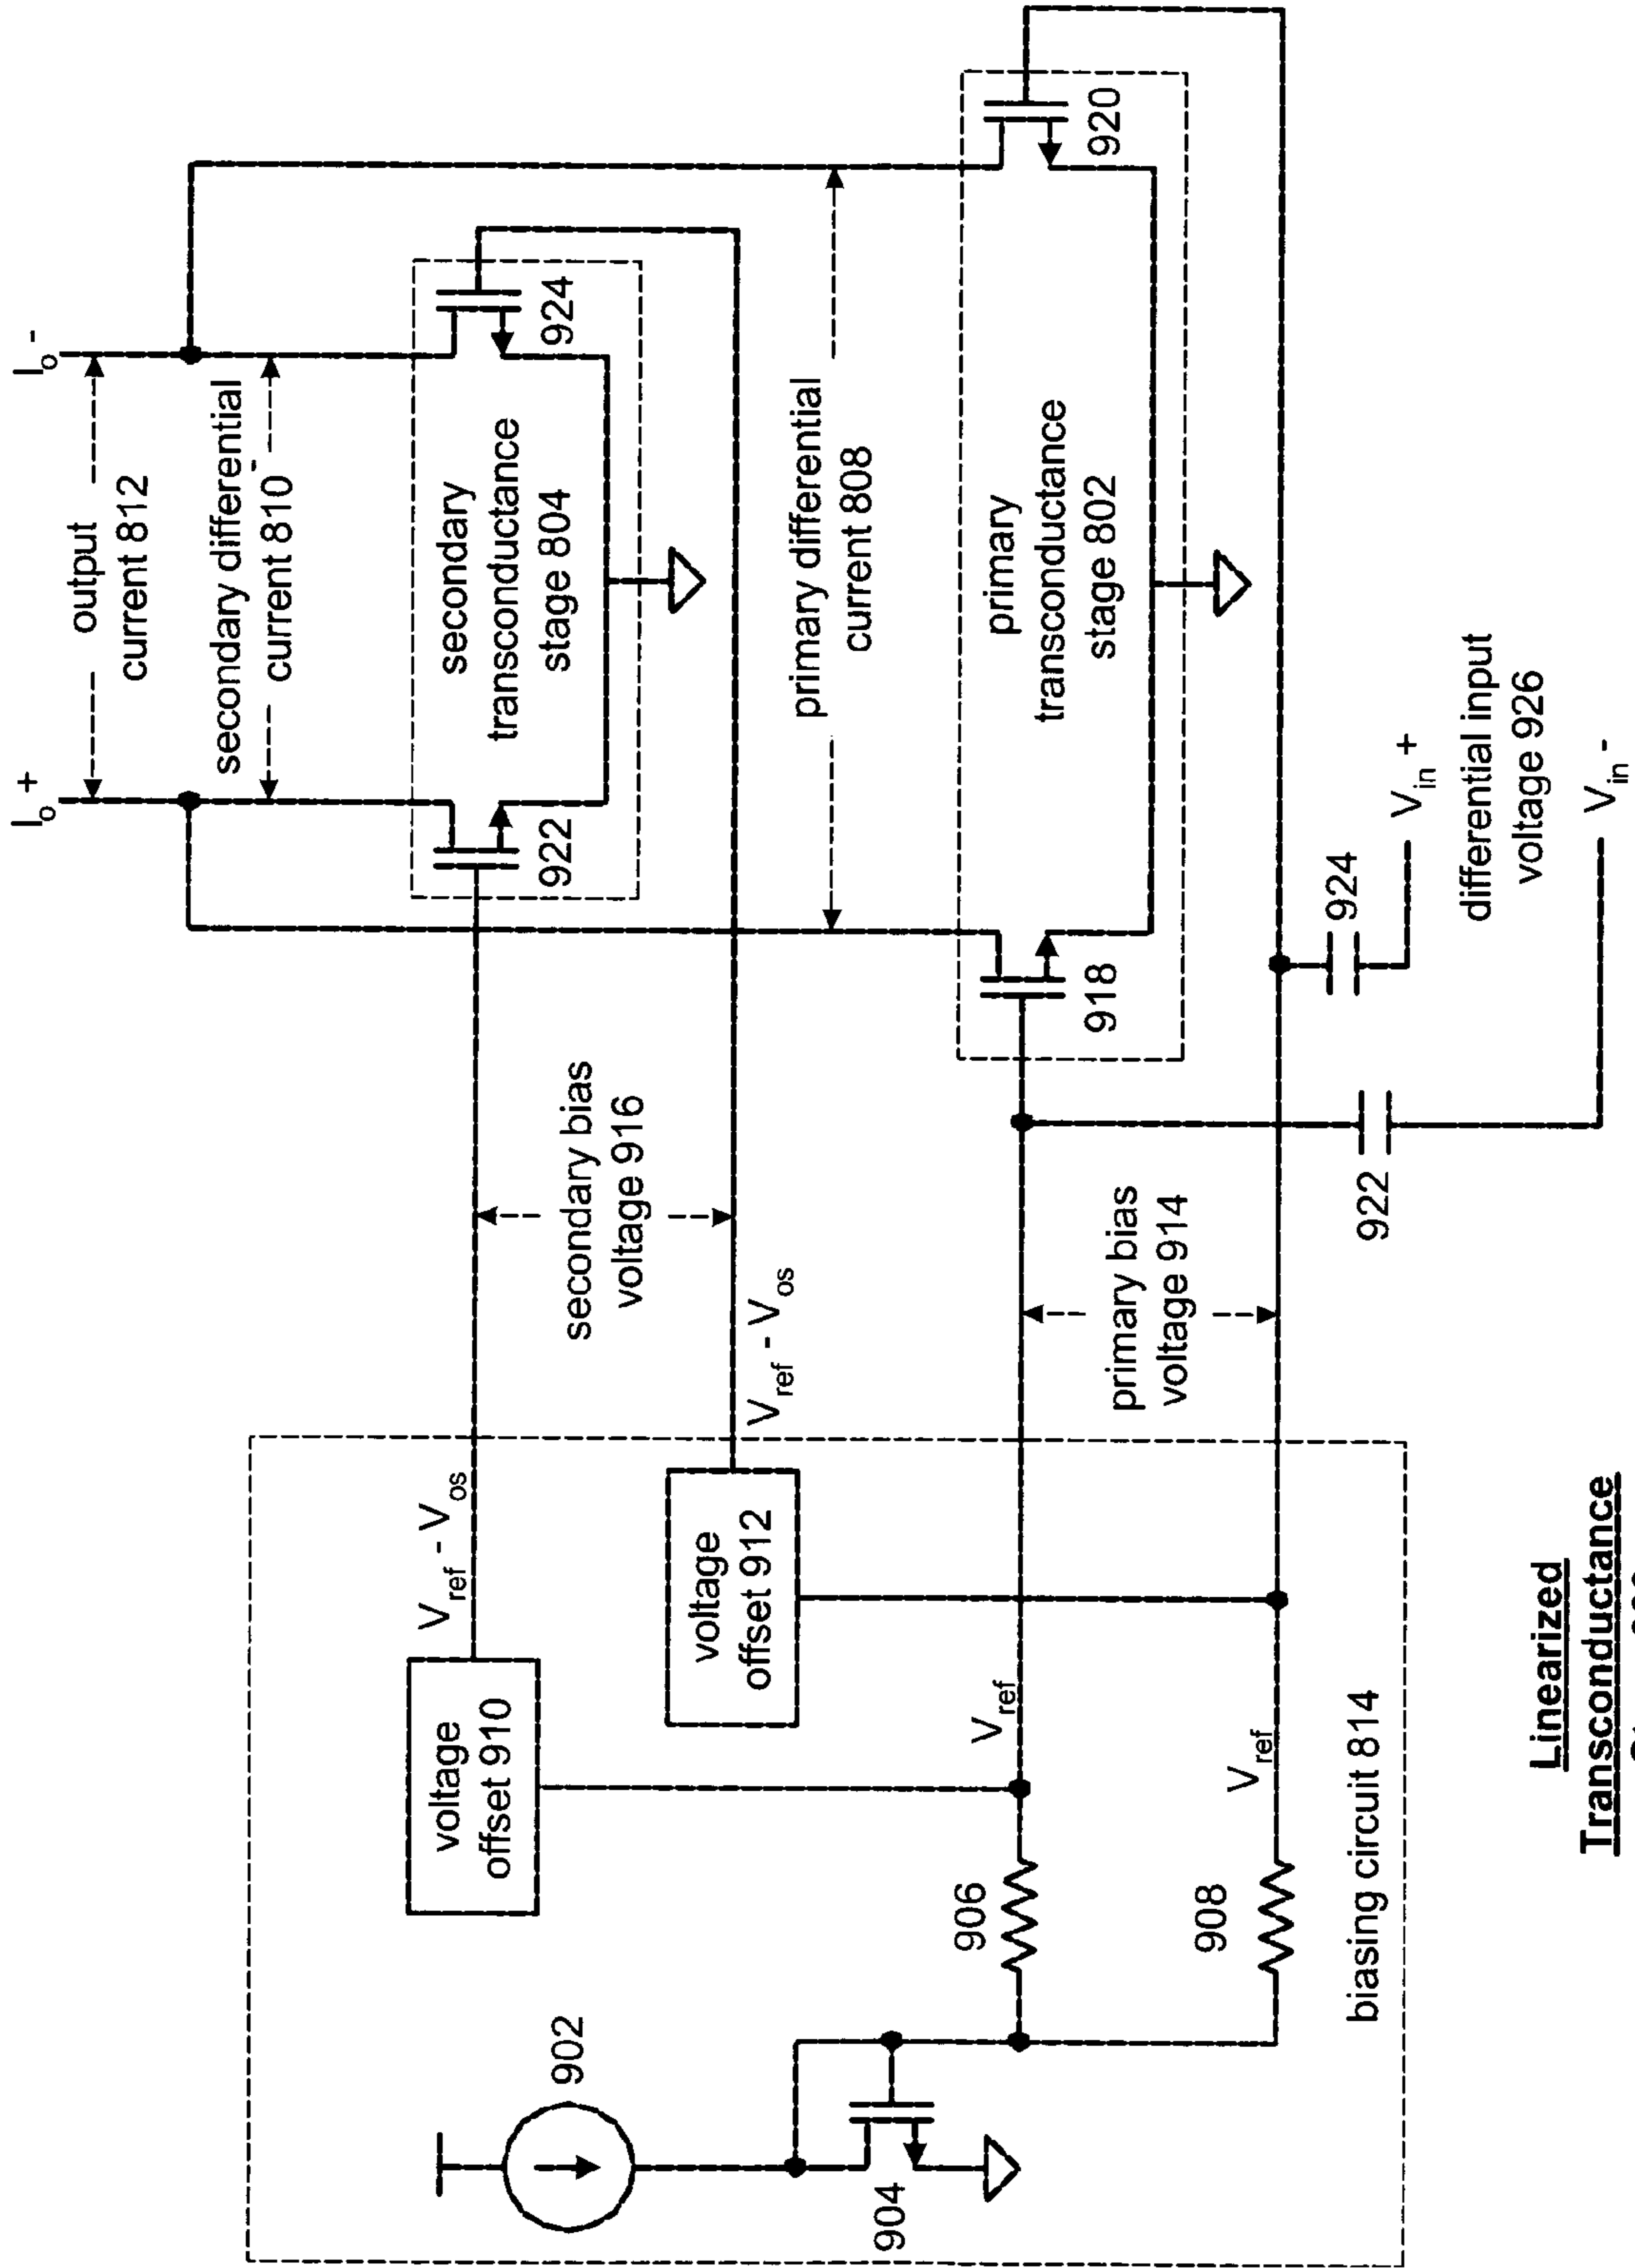 I₀ +
I₀ -
output
current 812
secondary differential
current 810
922
924
secondary
transconductance
stage 804
primary differential
current 808
918
920
primary
transconductance
stage 802
secondary bias
voltage 916
primary bias
voltage 914
922
924
V_in +
differential input
voltage 926
V_in -
V_ref - V_os
V_ref - V_os
voltage
offset 910
voltage
offset 912
V_ref
V_ref
902
904
906
908
biasing circuit 814
Linearized
Transconductance